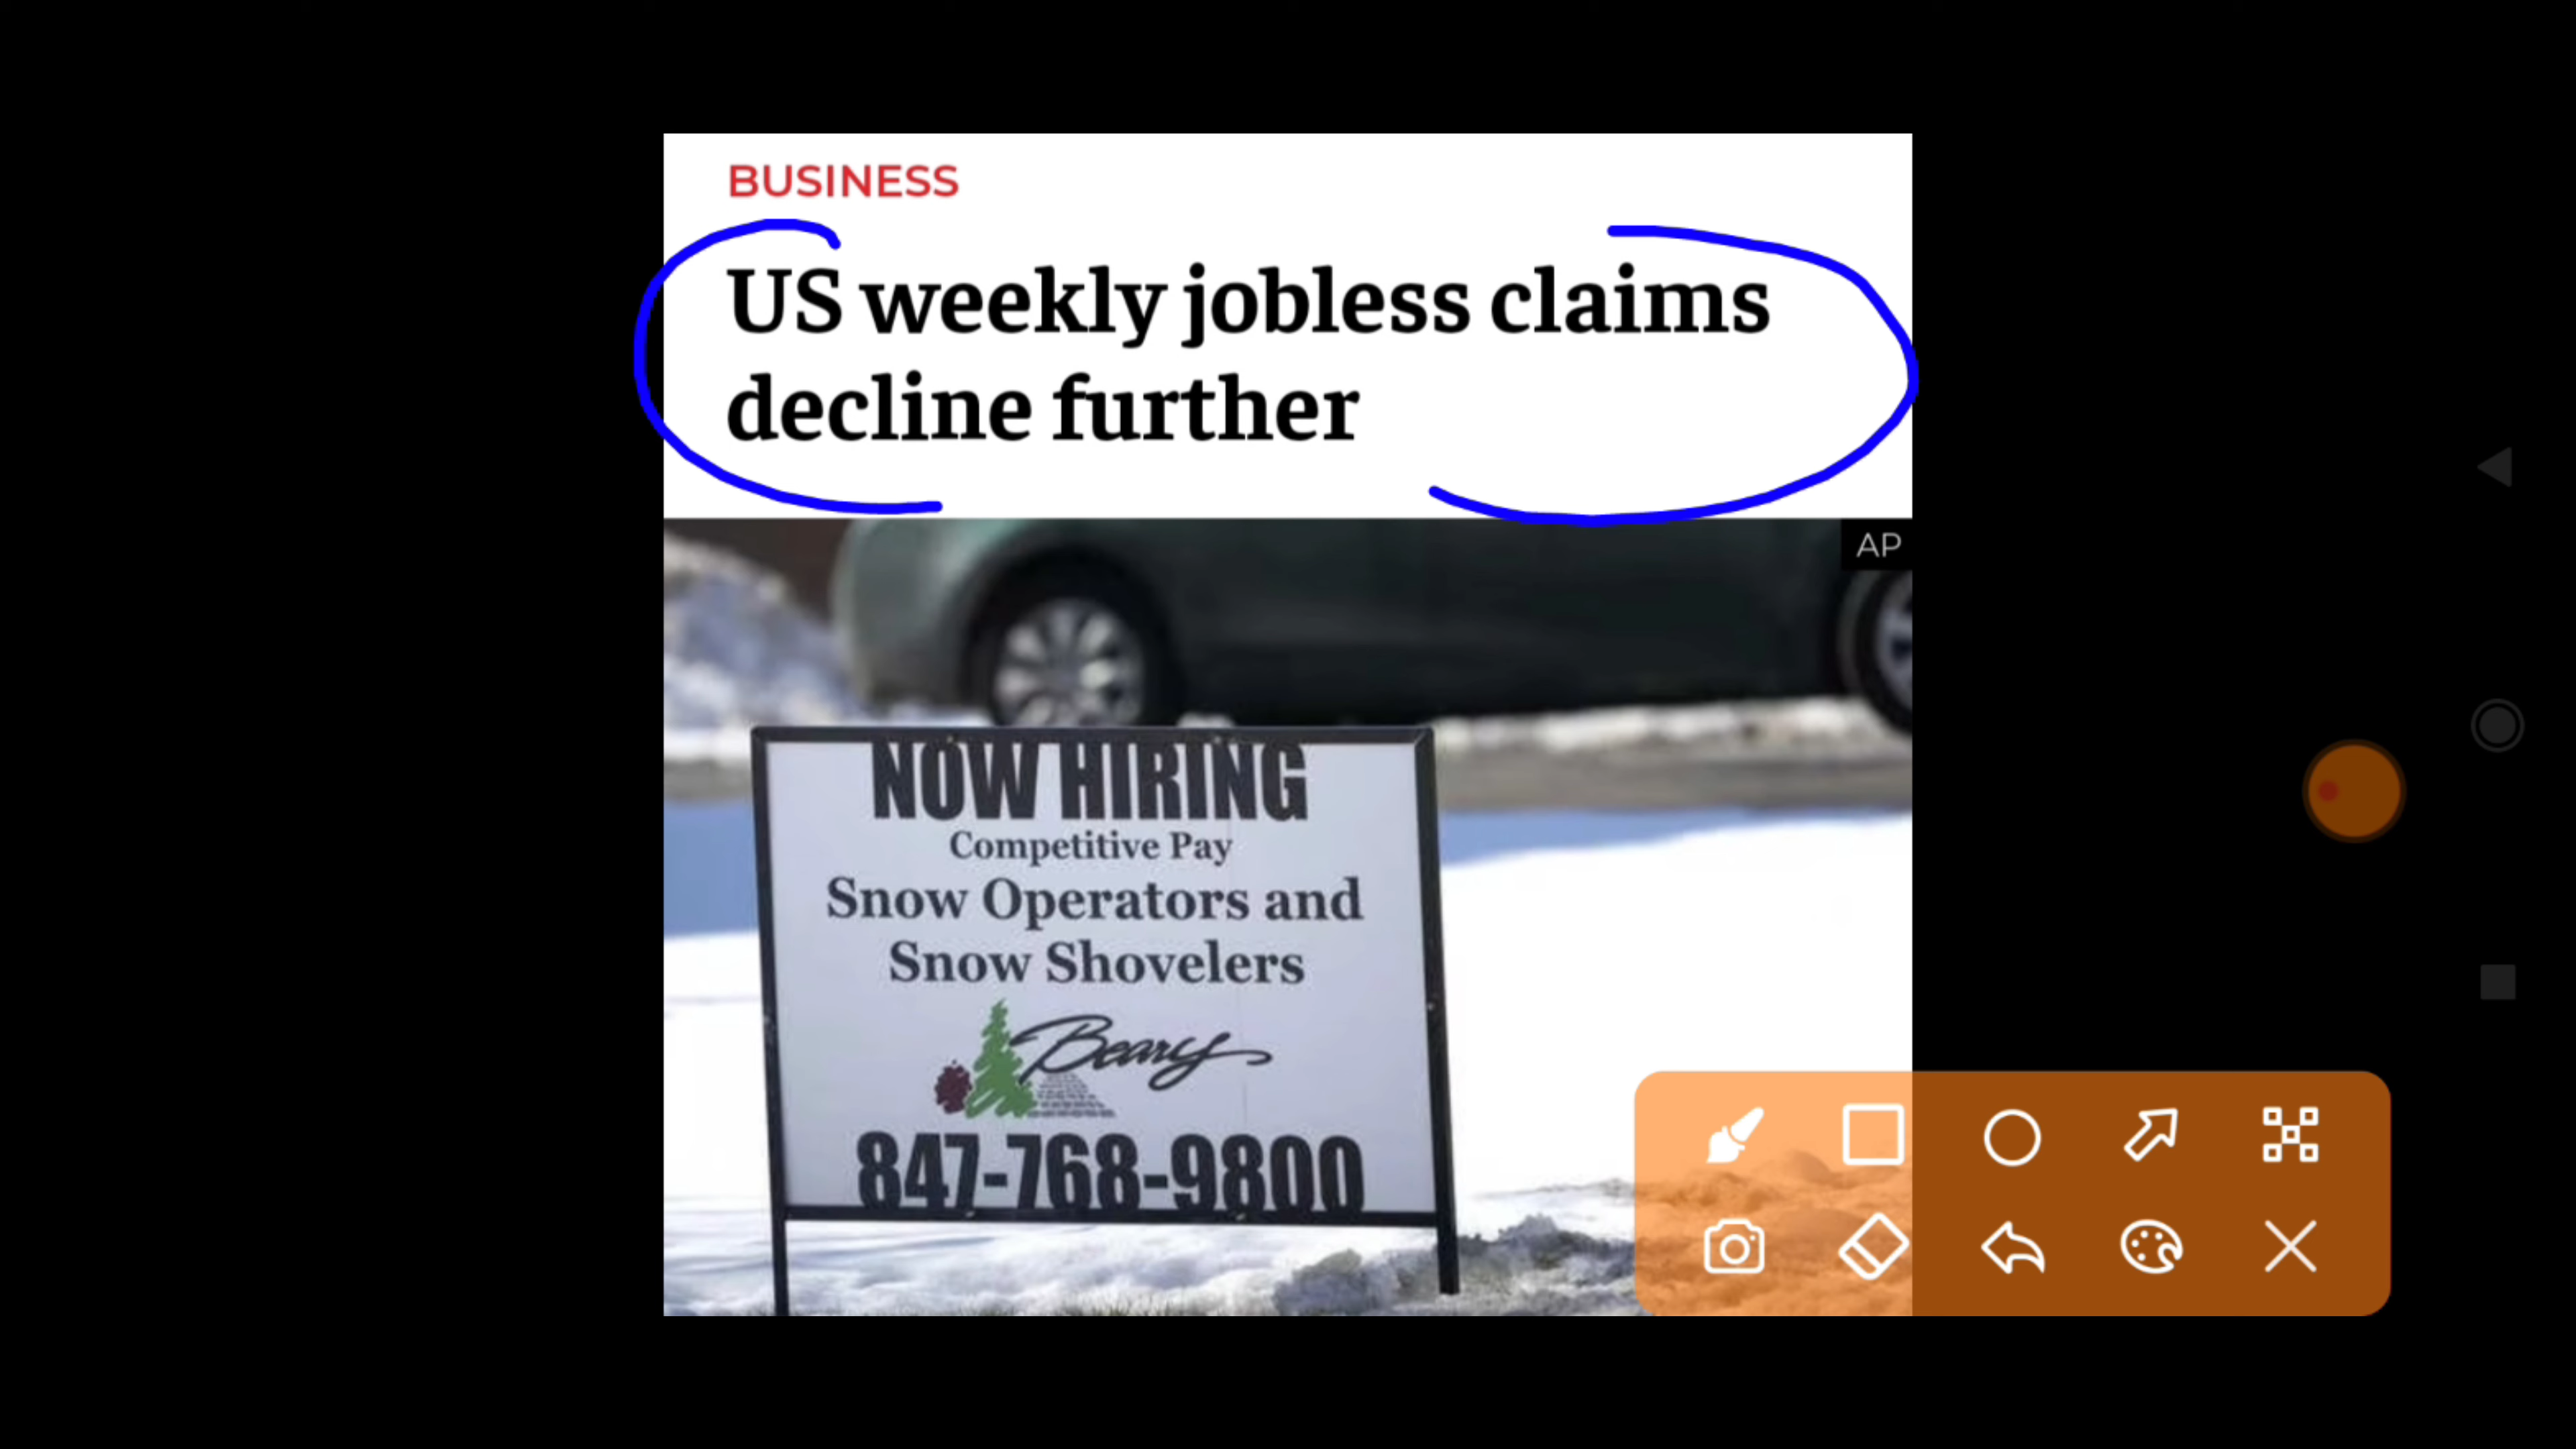 BUSINESS
US weekly jobless claims
decline further
AP
NOW HIRING
Competitive Pay
Snow Operators and
Snow Shovelers
Beary
847-768-9800